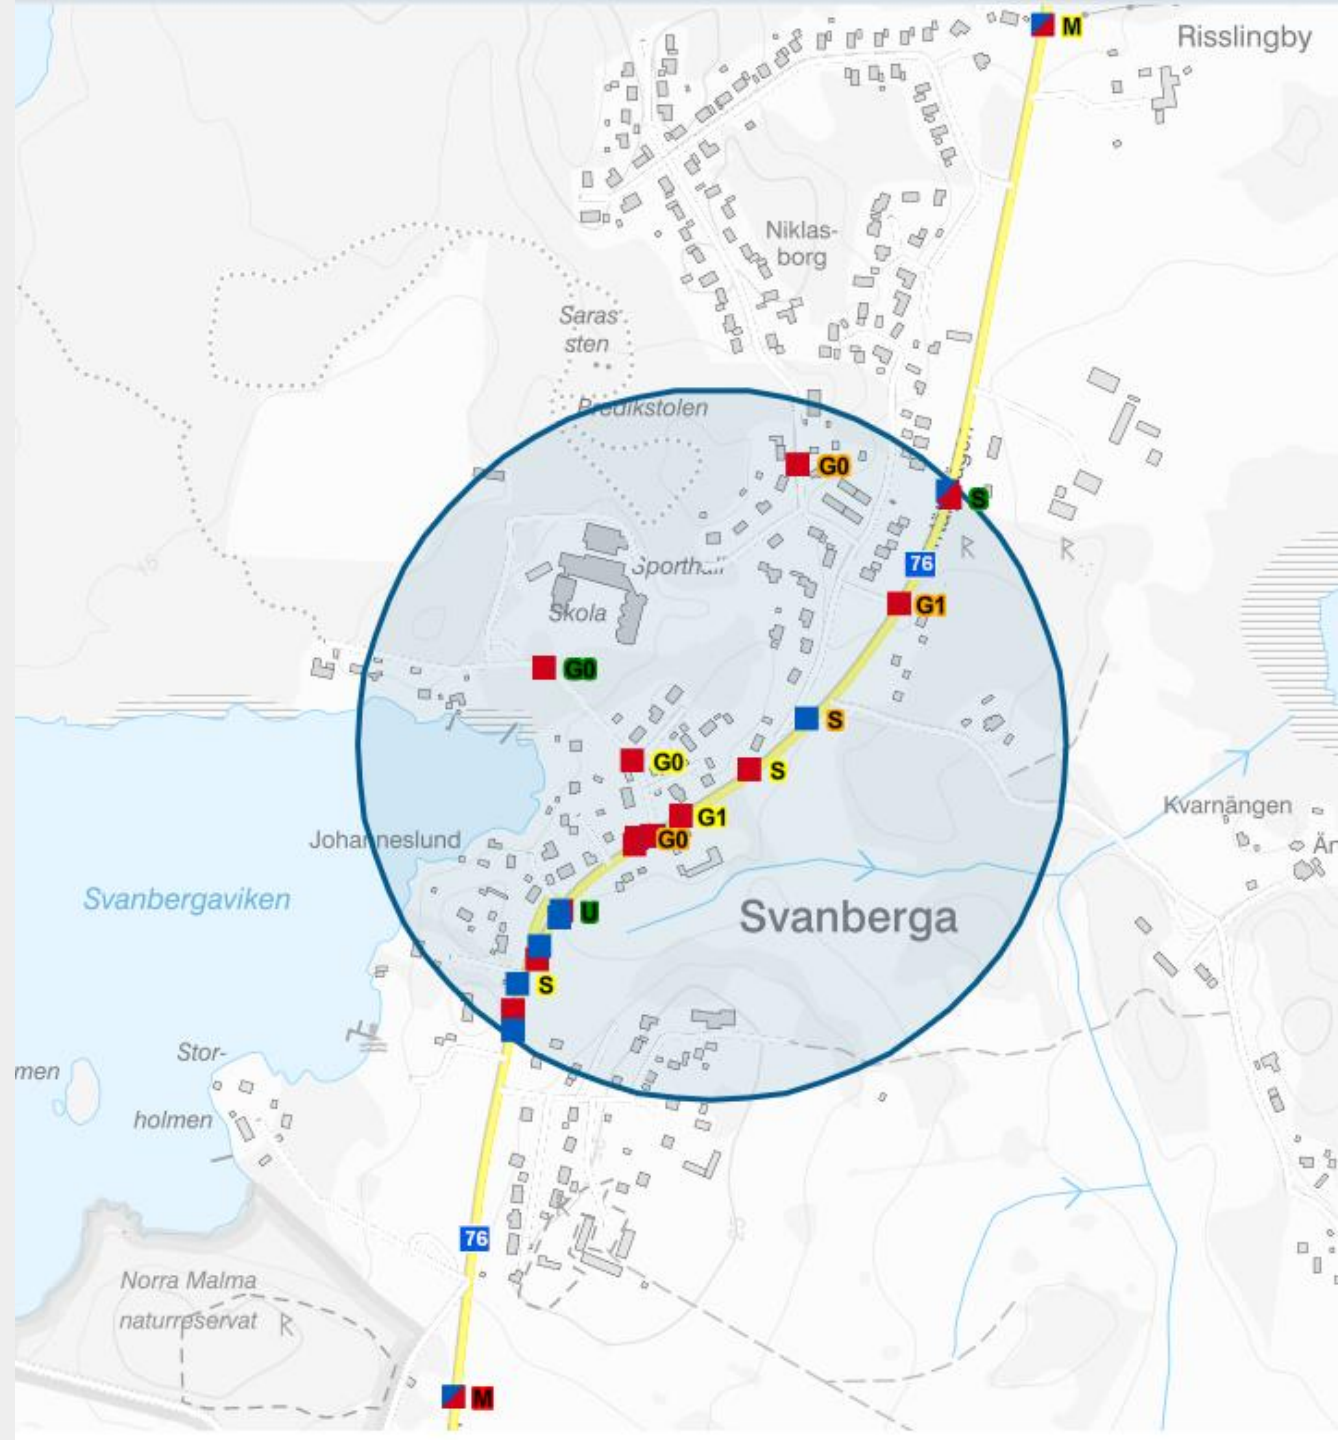 M
Risslingby
Niklas-
borg
Saras
sten
Predikstolen
G0
S
76
Sporthall
Skola
G1
G0
S
G0
S
G1
Kvarnängen
G0
Johanneslund
Svanbergaviken
U
Svanberga
S
Stor-
holmen
76
Norra Malma
naturreservat
M